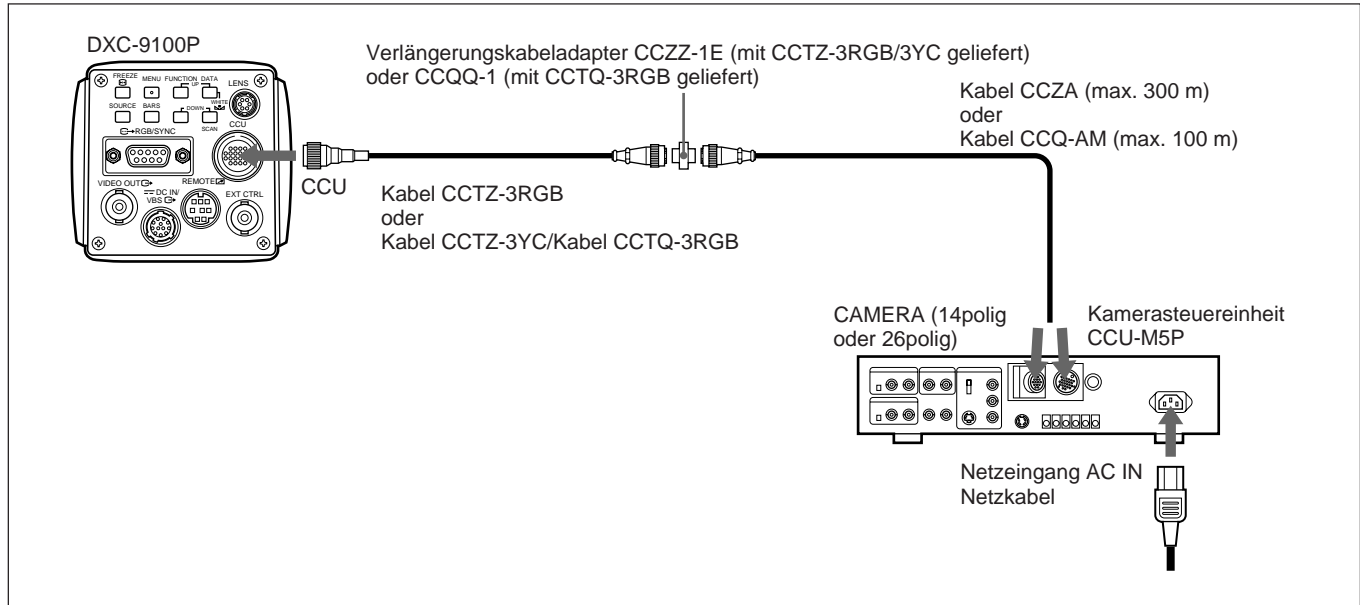 DXC-9100P
FREEZE
MENU
FUNCTION
DATA
UP
LENS
SOURCE
BARS
DOWN
WHITE
SCAN
CCU
RGB/SYNC
VIDEO OUT
DC IN/
VBS
REMOTE
EXT CTRL
CCU
Verlängerungskabeladapter CCZZ-1E (mit CCTZ-3RGB/3YC geliefert)
oder CCQQ-1 (mit CCTQ-3RGB geliefert)
Kabel CCZA (max. 300 m)
oder
Kabel CCQ-AM (max. 100 m)
Kabel CCTZ-3RGB
oder
Kabel CCTZ-3YC/Kabel CCTQ-3RGB
CAMERA (14polig
oder 26polig)
Kamerasteuereinheit
CCU-M5P
Netzeingang AC IN
Netzkabel